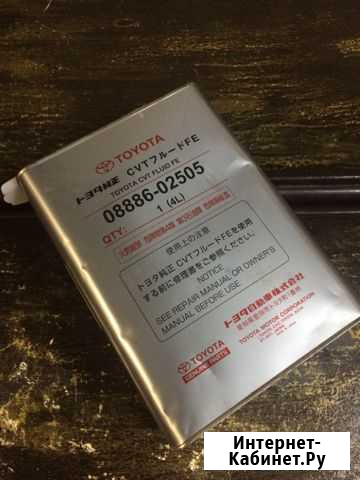 TOYOTA
トヨタ純正 CVTフルードFE
TOYOTA CVT FLUID FE
08886-02505
QTY: 1 (4L)
使用上の注意
トヨタ純正 CVTフルードFEを使用
する前に修理書をご参照ください。
NOTICE
SEE REPAIR MANUAL OR OWNER'S
MANUAL BEFORE USE
TOYOTA
GENUINE PARTS
トヨタ自動車株式会社
TOYOTA MOTOR CORPORATION
Интернет-
Кабинет.Ру